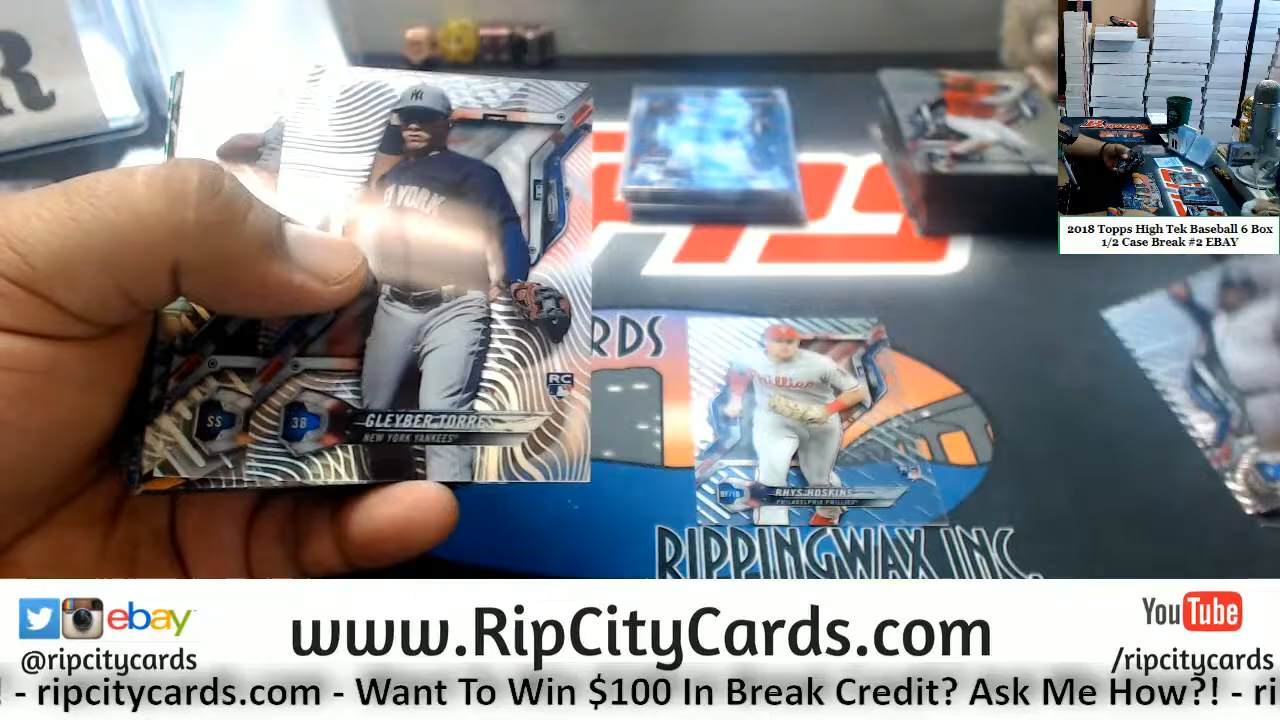 R
NY
YORK
RC
SS
3B
GLEYBER TORRES
NEW YORK YANKEES
RDS
Phillies
RHYS HOSKINS
PHILADELPHIA PHILLIES
RIPPINGWAX INC.
2018 Topps High Tek Baseball 6 Box
1/2 Case Break #2 EBAY
ebay
@ripcitycards
www.RipCityCards.com
YouTube
/ripcitycards
! - ripcitycards.com - Want To Win $100 In Break Credit? Ask Me How?! - ri